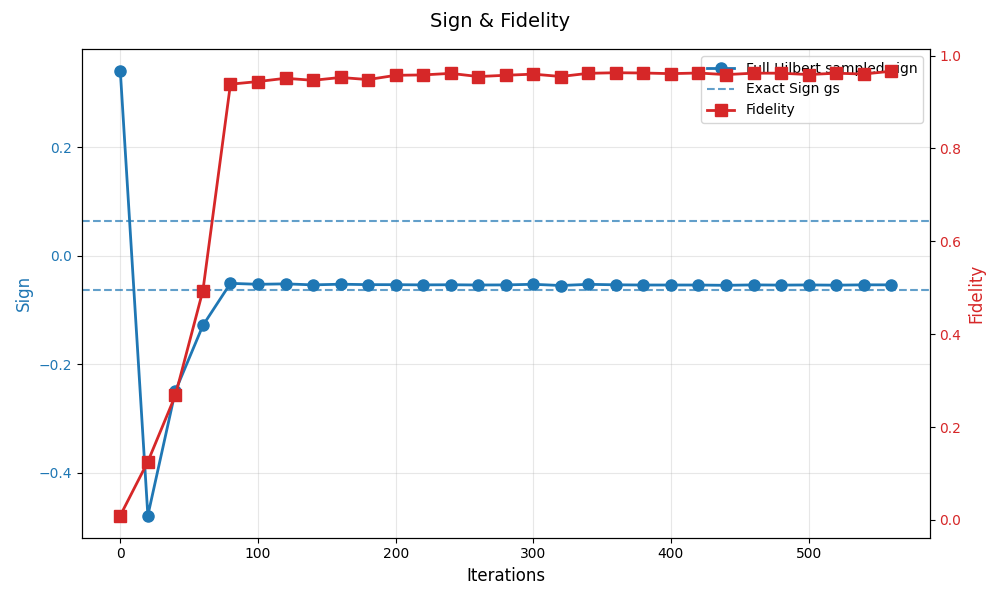 Sign & Fidelity
Full Hilbert sampled sign
Exact Sign gs
Fidelity
Sign
0.2
0.0
−0.2
−0.4
1.0
0.8
0.6
0.4
0.2
0.0
Fidelity
0 100 200 300 400 500
Iterations